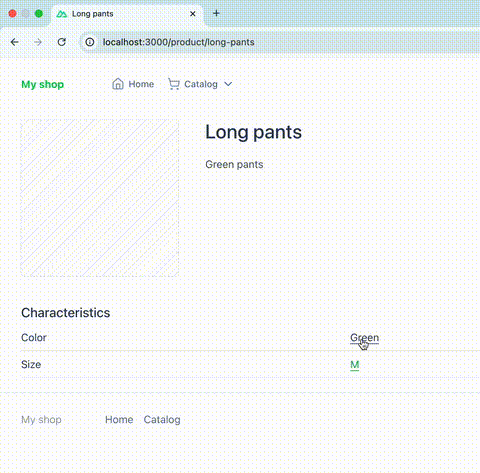 Long pants
localhost:3000/product/long-pants
My shop Home Catalog
Long pants
Green pants
Characteristics
Color Green
Size M
My shop Home Catalog